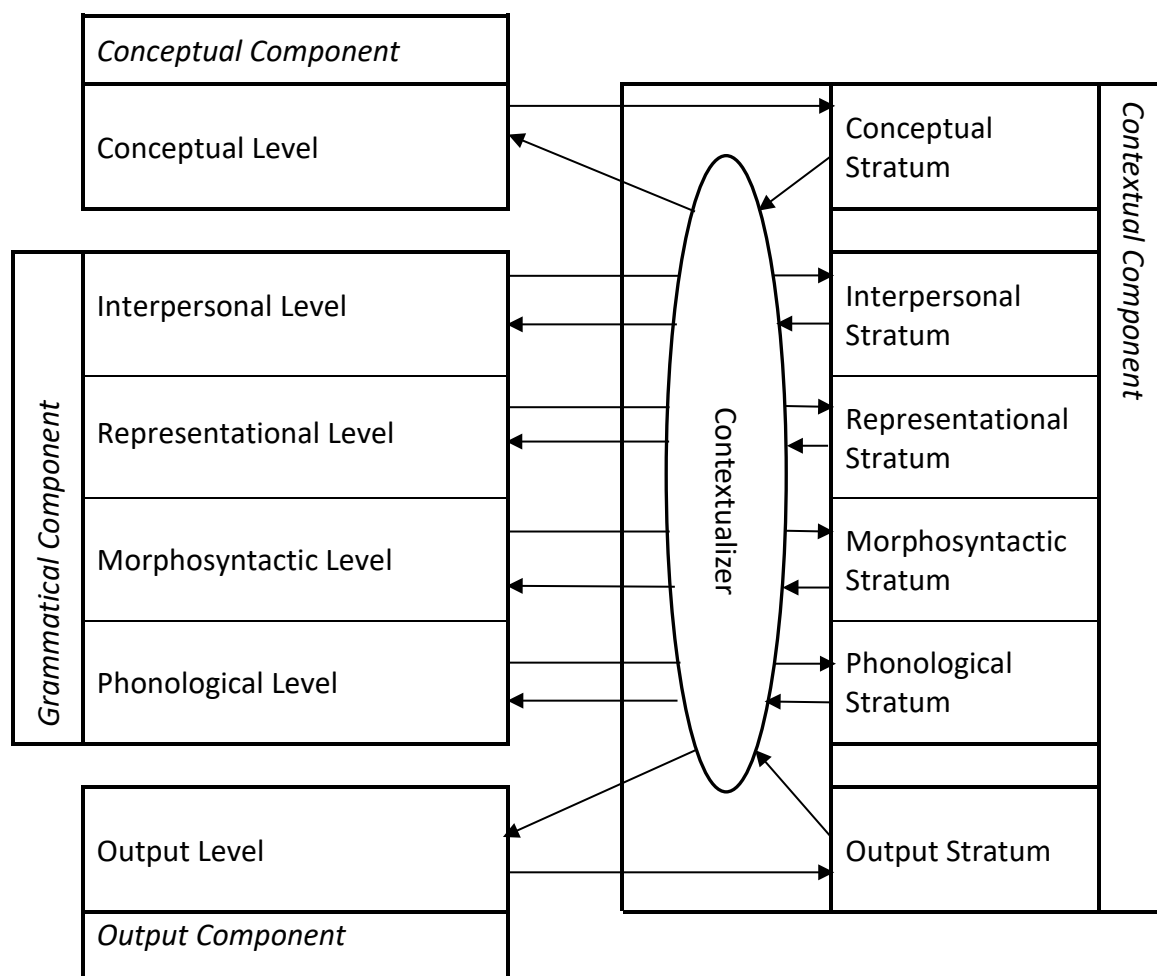 Conceptual Component
Conceptual Level
Conceptual
Stratum
Contextual Component
Grammatical Component
Interpersonal Level
Interpersonal
Stratum
Representational Level
Representational
Stratum
Contextualizer
Morphosyntactic Level
Morphosyntactic
Stratum
Phonological Level
Phonological
Stratum
Output Level
Output Stratum
Output Component